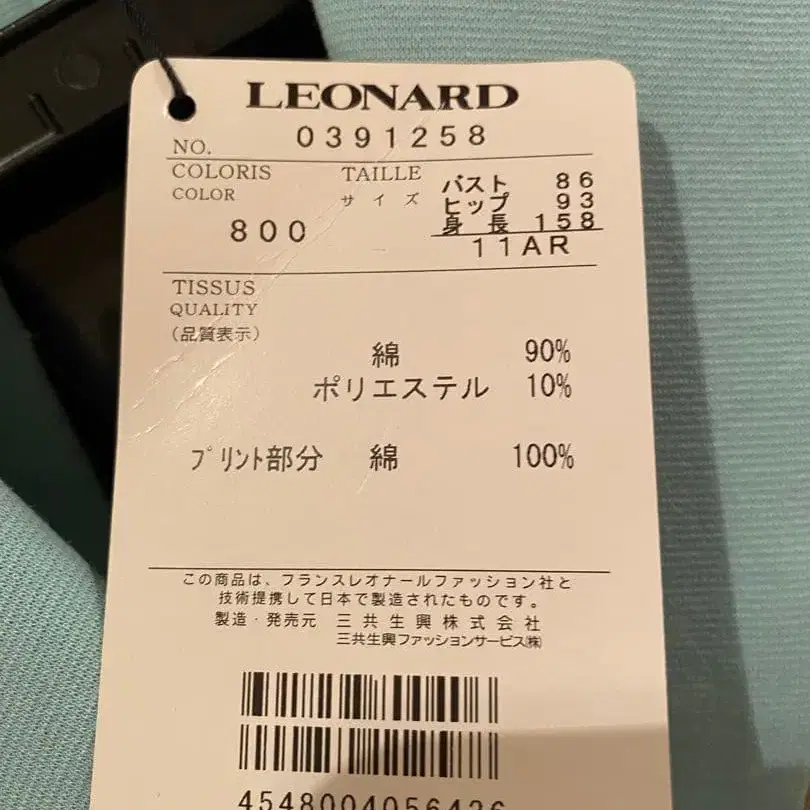 LEONARD
NO. 0391258
COLORIS TAILLE バスト 86
COLOR サイズ ヒップ 93
身長 158
800 11AR
TISSUS
QUALITY
(品質表示)
綿 90%
ポリエステル 10%
プリント部分 綿 100%
この商品は、フランスレオナールファッション社と
技術提携して日本で製造されたものです。
製造・発売元 三共生興株式会社
三共生興ファッションサービス㈱